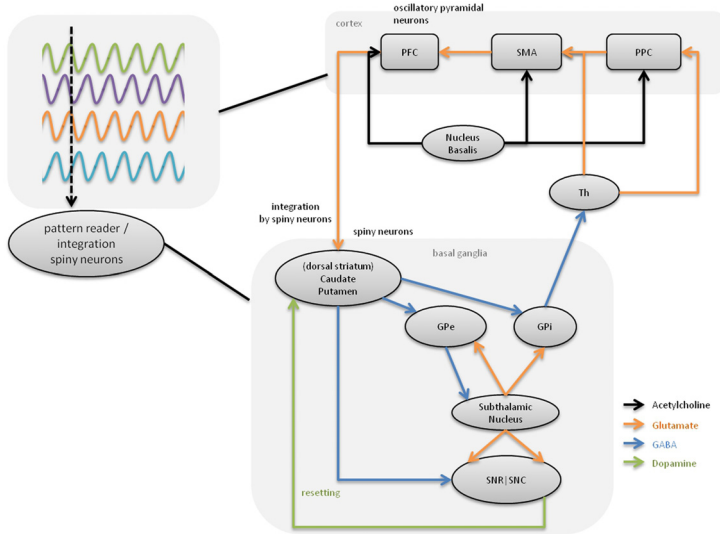 oscillatory pyramidal
neurons
cortex
PFC
SMA
PPC
Nucleus
Basalis
Th
integration
by spiny neurons
spiny neurons
pattern reader /
integration
spiny neurons
basal ganglia
(dorsal striatum)
Caudate
Putamen
GPe
GPi
Subthalamic
Nucleus
SNR|SNC
resetting
Acetylcholine
Glutamate
GABA
Dopamine